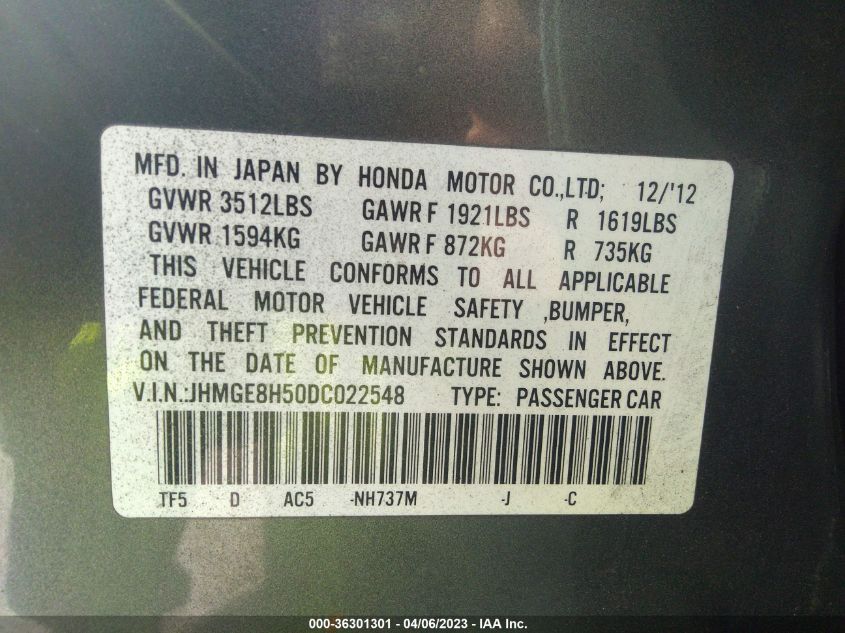 MFD. IN JAPAN BY HONDA MOTOR CO.,LTD; 12/'12
GVWR 3512LBS GAWR F 1921LBS R 1619LBS
GVWR 1594KG GAWR F 872KG R 735KG
THIS VEHICLE CONFORMS TO ALL APPLICABLE
FEDERAL MOTOR VEHICLE SAFETY ,BUMPER,
AND THEFT PREVENTION STANDARDS IN EFFECT
ON THE DATE OF MANUFACTURE SHOWN ABOVE.
V.I.N.:JHMGE8H50DC022548 TYPE: PASSENGER CAR
TF5 D AC5 -NH737M -J -C
000-36301301 - 04/06/2023 - IAA Inc.